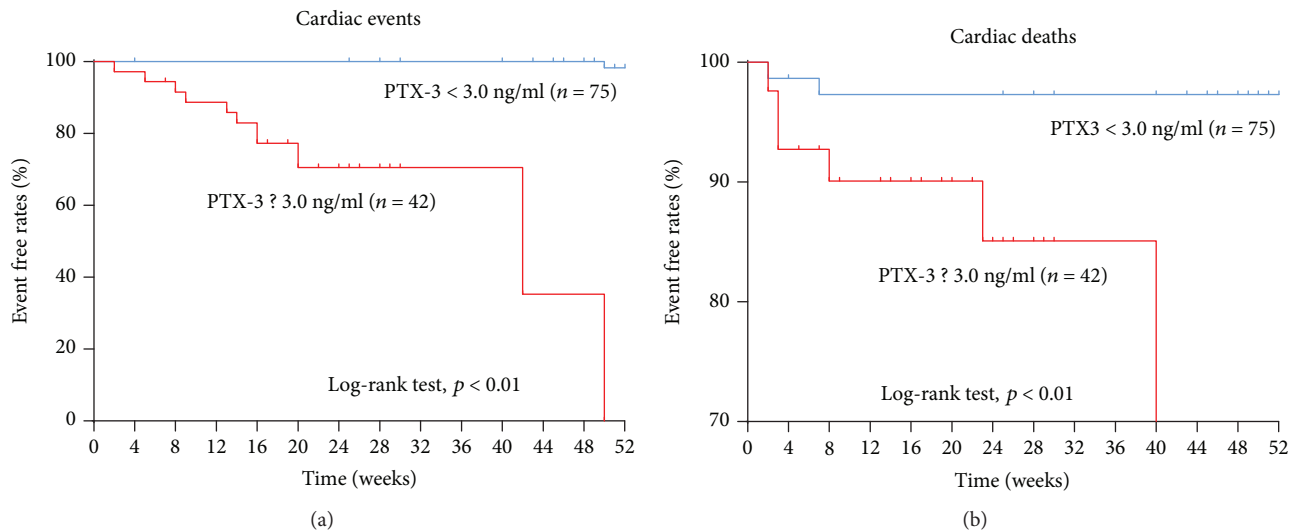 Cardiac events
100
80
60
40
20
0
Event free rates (%)
PTX-3 < 3.0 ng/ml (n = 75)
PTX-3 ? 3.0 ng/ml (n = 42)
Log-rank test, p < 0.01
0 4 8 12 16 20 24 28 32 36 40 44 48 52
Time (weeks)
(a)
Cardiac deaths
100
90
80
70
Event free rates (%)
PTX3 < 3.0 ng/ml (n = 75)
PTX-3 ? 3.0 ng/ml (n = 42)
Log-rank test, p < 0.01
0 4 8 12 16 20 24 28 32 36 40 44 48 52
Time (weeks)
(b)